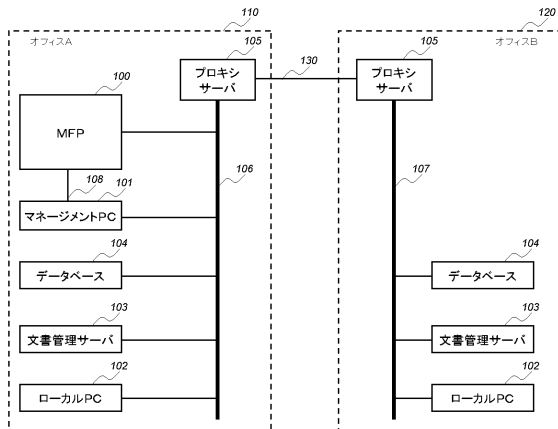 110
120
オフィスA
オフィスB
105
プロキシ
サーバ
130
105
プロキシ
サーバ
100
MFP
106
107
108
101
マネージメントPC
104
データベース
104
データベース
103
文書管理サーバ
103
文書管理サーバ
102
ローカルPC
102
ローカルPC